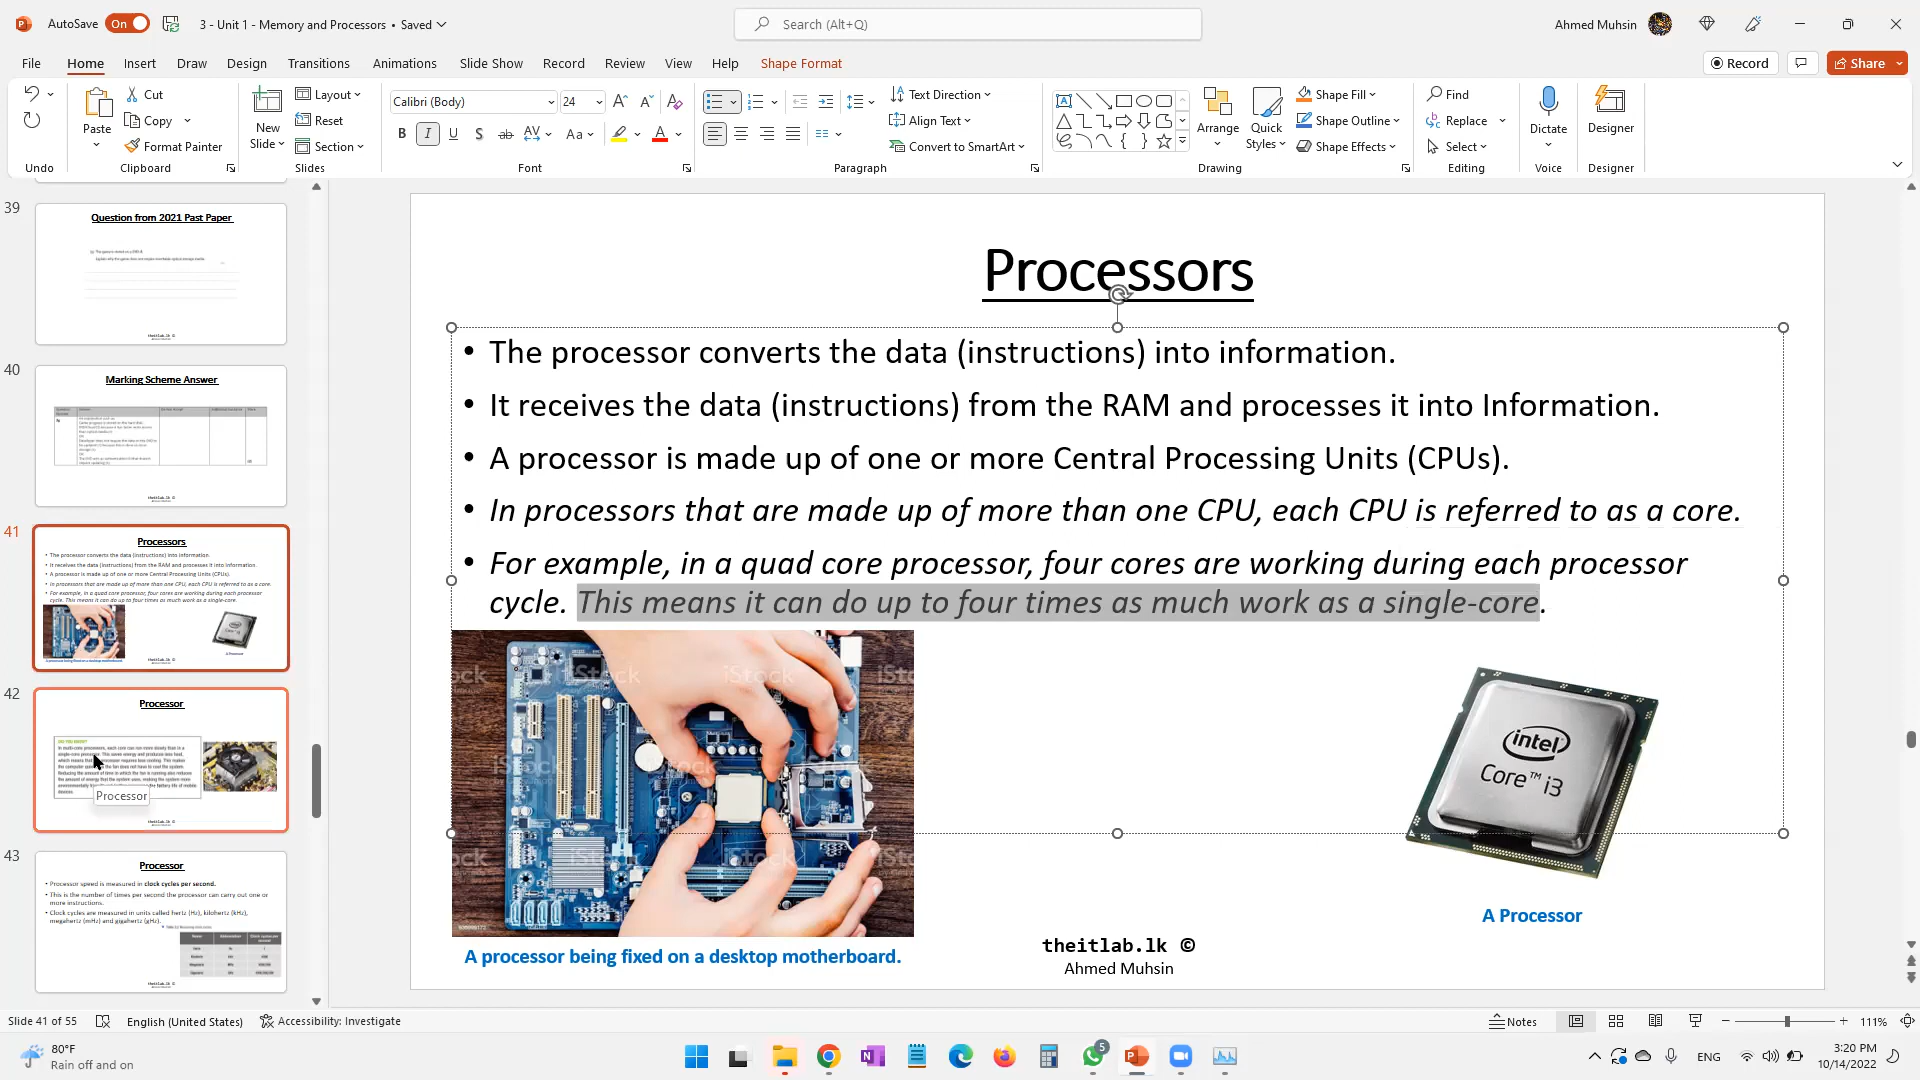 AutoSave On 3 - Unit 1 - Memory and Processors • Saved Search (Alt+Q) Ahmed Muhsin
File Home Insert Draw Design Transitions Animations Slide Show Record Review View Help Shape Format Record Share
Paste Cut Copy Format Painter
New Slide Layout Reset Section
Calibri (Body) 24
Text Direction Align Text Convert to SmartArt
Arrange Quick Styles Shape Fill Shape Outline Shape Effects
Find Replace Select
Dictate Designer
Undo Clipboard Slides Font Paragraph Drawing Editing Voice Designer
39
Question from 2021 Past Paper
40
Marking Scheme Answer
41
Processors
• The processor converts the data (instructions) into information.
• It receives the data (instructions) from the RAM and processes it into Information.
• A processor is made up of one or more Central Processing Units (CPUs).
• In processors that are made up of more than one CPU, each CPU is referred to as a core.
• For example, in a quad core processor, four cores are working during each processor
cycle. This means it can do up to four times as much work as a single-core.
A Processor
42
Processor
Processor
43
Processor
• Processor speed is measured in clock cycles per second.
• This is the number of times per second the processor can carry out one or
more instructions.
• Clock cycles are measured in units called hertz (Hz), kilohertz (kHz),
megahertz (mHz) and gigahertz (gHz).
Processors
• The processor converts the data (instructions) into information.
• It receives the data (instructions) from the RAM and processes it into Information.
• A processor is made up of one or more Central Processing Units (CPUs).
• In processors that are made up of more than one CPU, each CPU is referred to as a core.
• For example, in a quad core processor, four cores are working during each processor
cycle. This means it can do up to four times as much work as a single-core.
iStock
iStock
iStock
intel
Core™ i3
A processor being fixed on a desktop motherboard.
A Processor
theitlab.lk ©
Ahmed Muhsin
Slide 41 of 55 English (United States) Accessibility: Investigate Notes 111%
80°F
Rain off and on
5
ENG
3:20 PM
10/14/2022